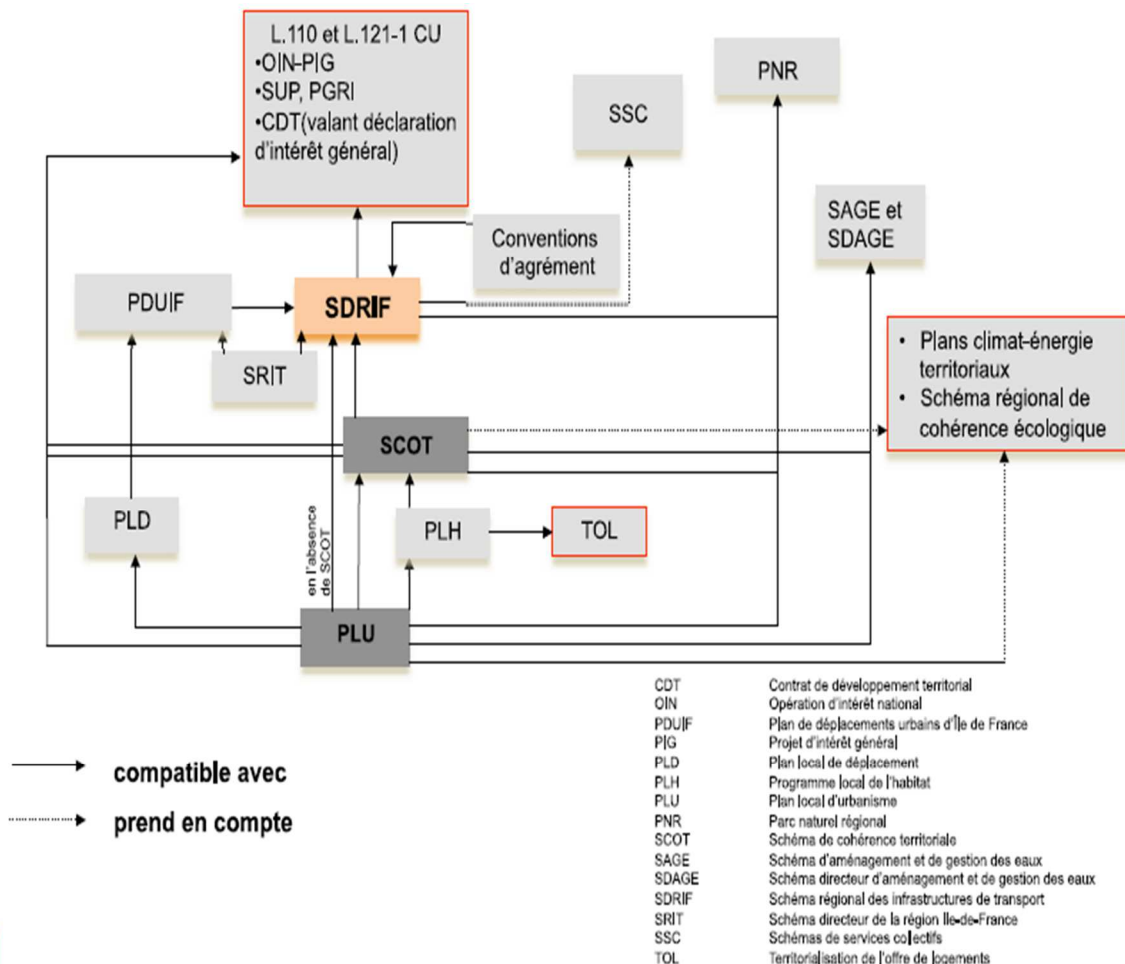 L.110 et L.121-1 CU
•OIN-PIG
•SUP, PGRI
•CDT(valant déclaration
d'intérêt général)
PNR
SSC
SAGE et
SDAGE
Conventions
d'agrément
PDUIF
SDRIF
SRIT
• Plans climat-énergie
territoriaux
• Schéma régional de
cohérence écologique
SCOT
PLD
en l'absence
de SCOT
PLH
TOL
PLU
compatible avec
prend en compte
CDT Contrat de développement territorial
OIN Opération d'intérêt national
PDUIF Plan de déplacements urbains d'Île de France
PIG Projet d'intérêt général
PLD Plan local de déplacement
PLH Programme local de l'habitat
PLU Plan local d'urbanisme
PNR Parc naturel régional
SCOT Schéma de cohérence territoriale
SAGE Schéma d'aménagement et de gestion des eaux
SDAGE Schéma directeur d'aménagement et de gestion des eaux
SDRIF Schéma régional des infrastructures de transport
SRIT Schéma directeur de la région Ile-de-France
SSC Schémas de services collectifs
TOL Territorialisation de l'offre de logements